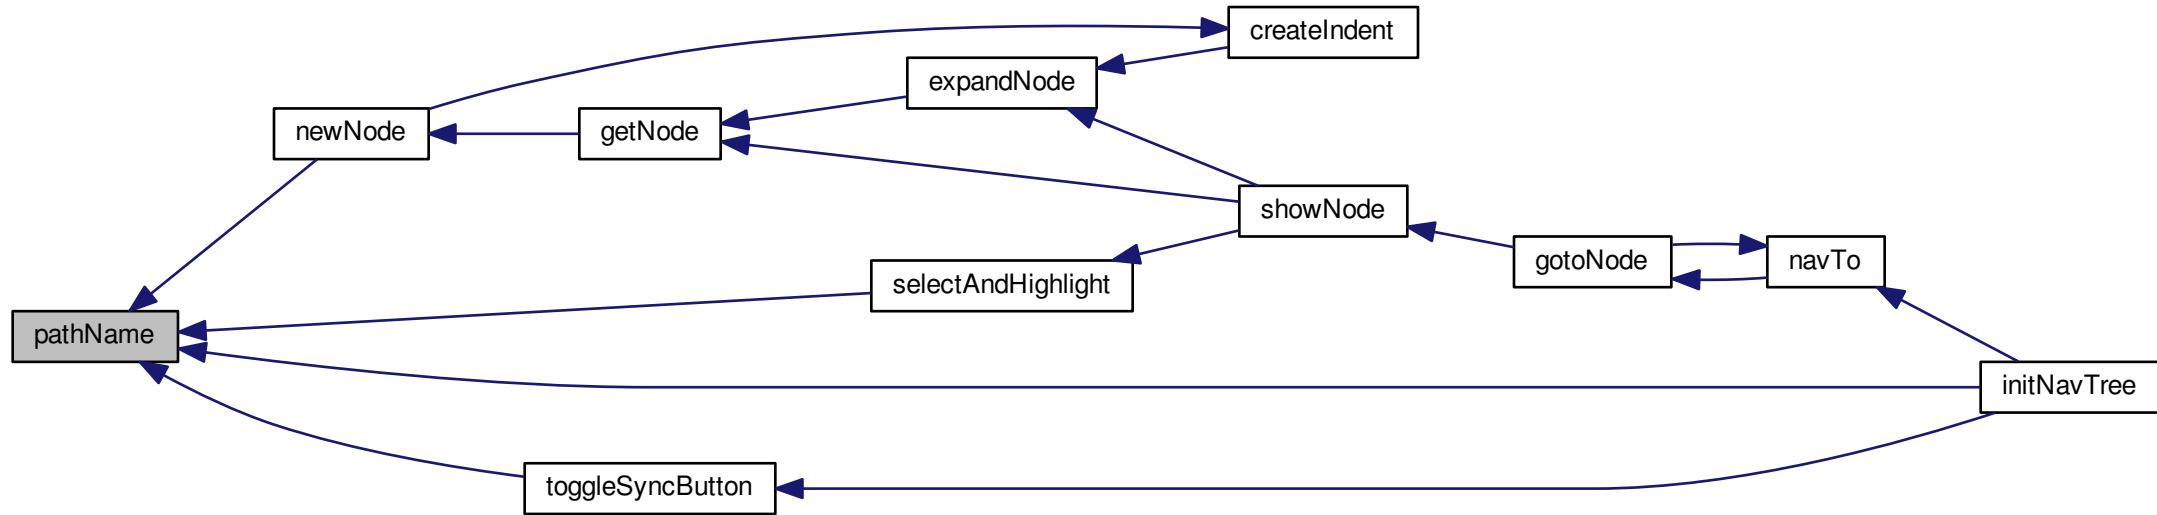 createIndent
expandNode
newNode
getNode
showNode
gotoNode
navTo
selectAndHighlight
pathName
initNavTree
toggleSyncButton